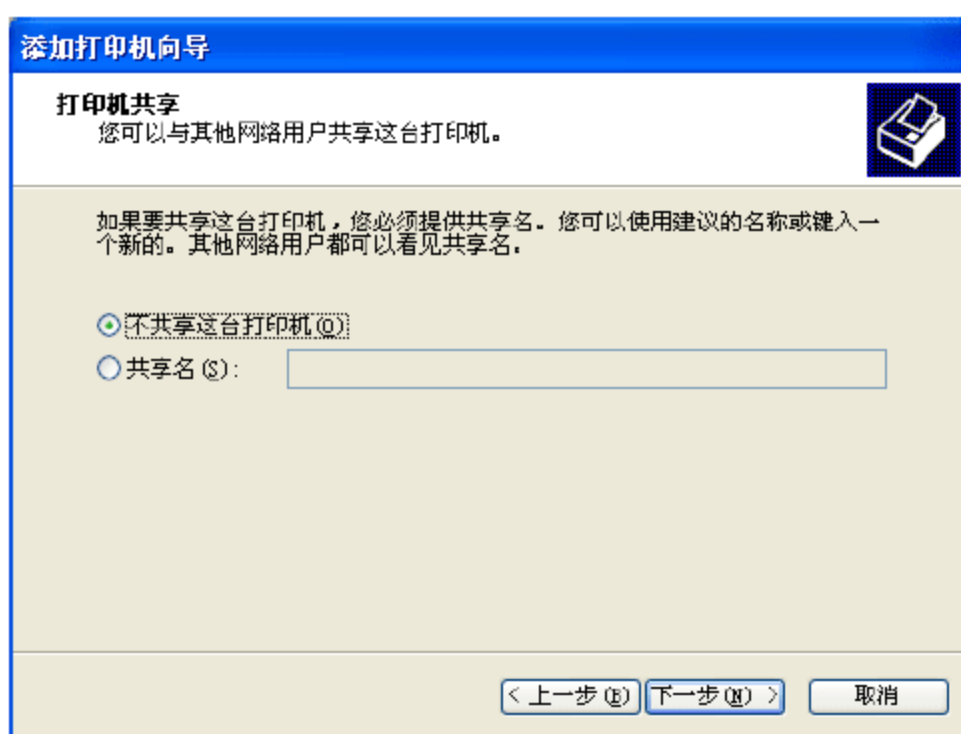 添加打印机向导
打印机共享
您可以与其他网络用户共享这台打印机。
如果要共享这台打印机，您必须提供共享名。您可以使用建议的名称或键入一
个新的。其他网络用户都可以看见共享名。
不共享这台打印机(O)
共享名(S):
< 上一步(B) 下一步(N) > 取消